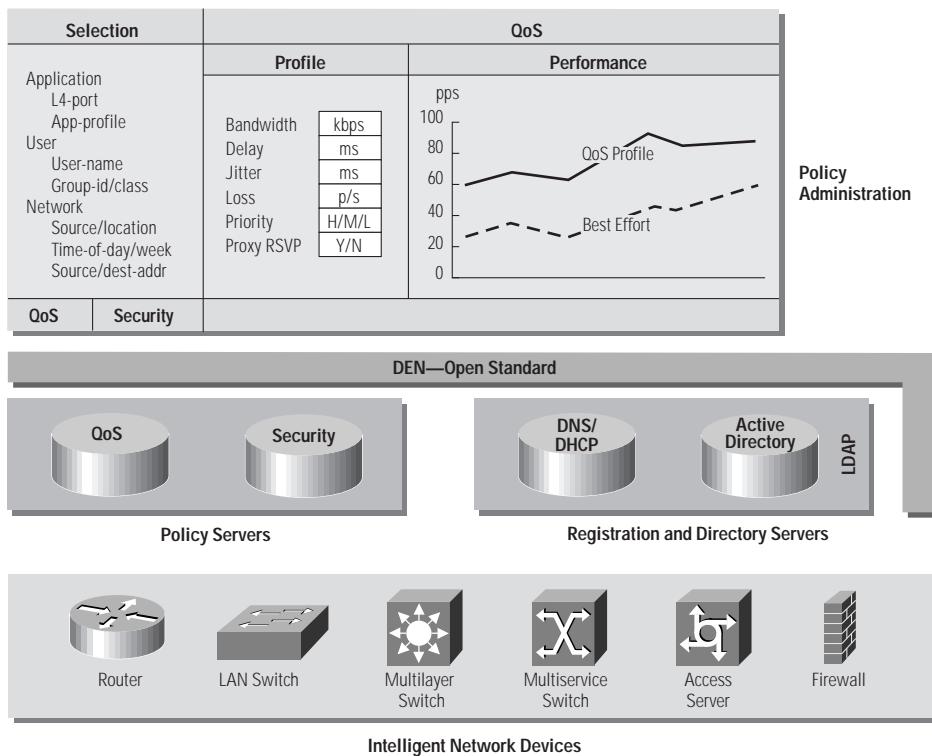 Selection
QoS
Profile
Performance
Application
L4-port
App-profile
User
User-name
Group-id/class
Network
Source/location
Time-of-day/week
Source/dest-addr
Bandwidth kbps
Delay ms
Jitter ms
Loss p/s
Priority H/M/L
Proxy RSVP Y/N
pps
100
80
60
40
20
0
QoS Profile
Best Effort
QoS
Security
Policy
Administration
DEN—Open Standard
QoS
Security
DNS/
DHCP
Active
Directory
LDAP
Policy Servers
Registration and Directory Servers
Router
LAN Switch
Multilayer
Switch
Multiservice
Switch
Access
Server
Firewall
Intelligent Network Devices